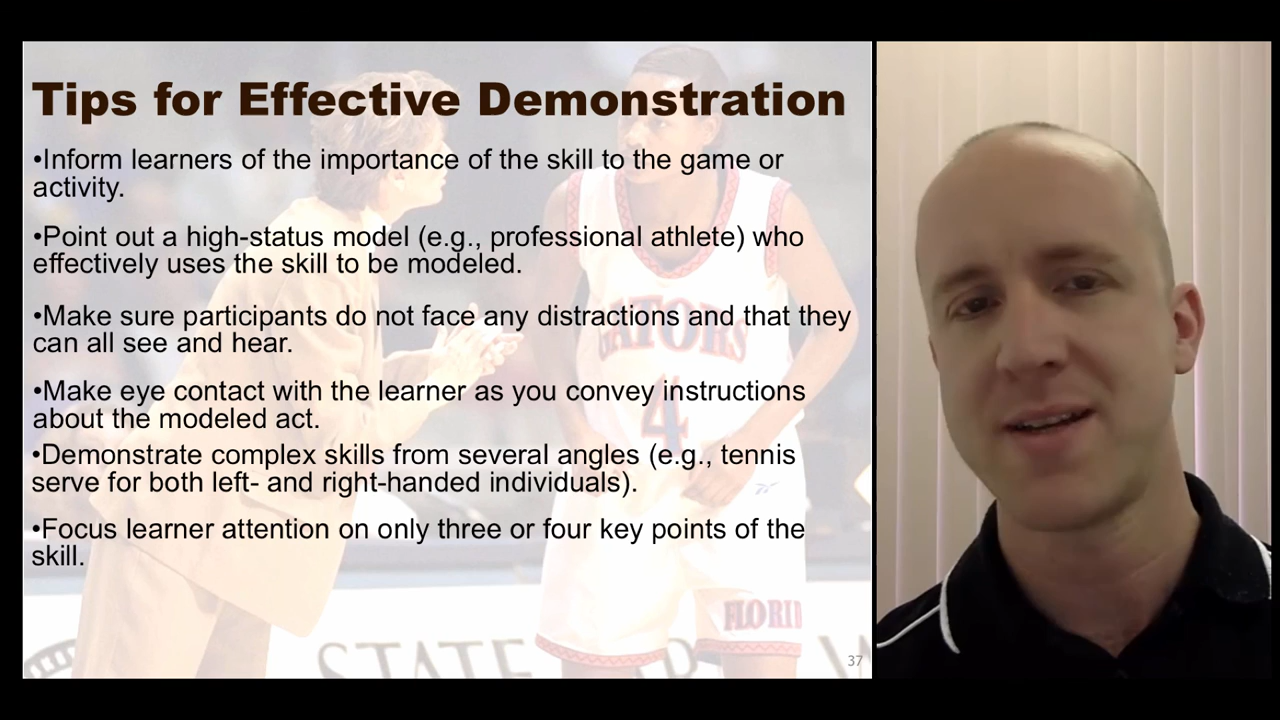 Tips for Effective Demonstration
•Inform learners of the importance of the skill to the game or
activity.
•Point out a high-status model (e.g., professional athlete) who
effectively uses the skill to be modeled.
•Make sure participants do not face any distractions and that they
can all see and hear.
•Make eye contact with the learner as you convey instructions
about the modeled act.
•Demonstrate complex skills from several angles (e.g., tennis
serve for both left- and right-handed individuals).
•Focus learner attention on only three or four key points of the
skill.
GATORS
4
FLORID
STATE
37